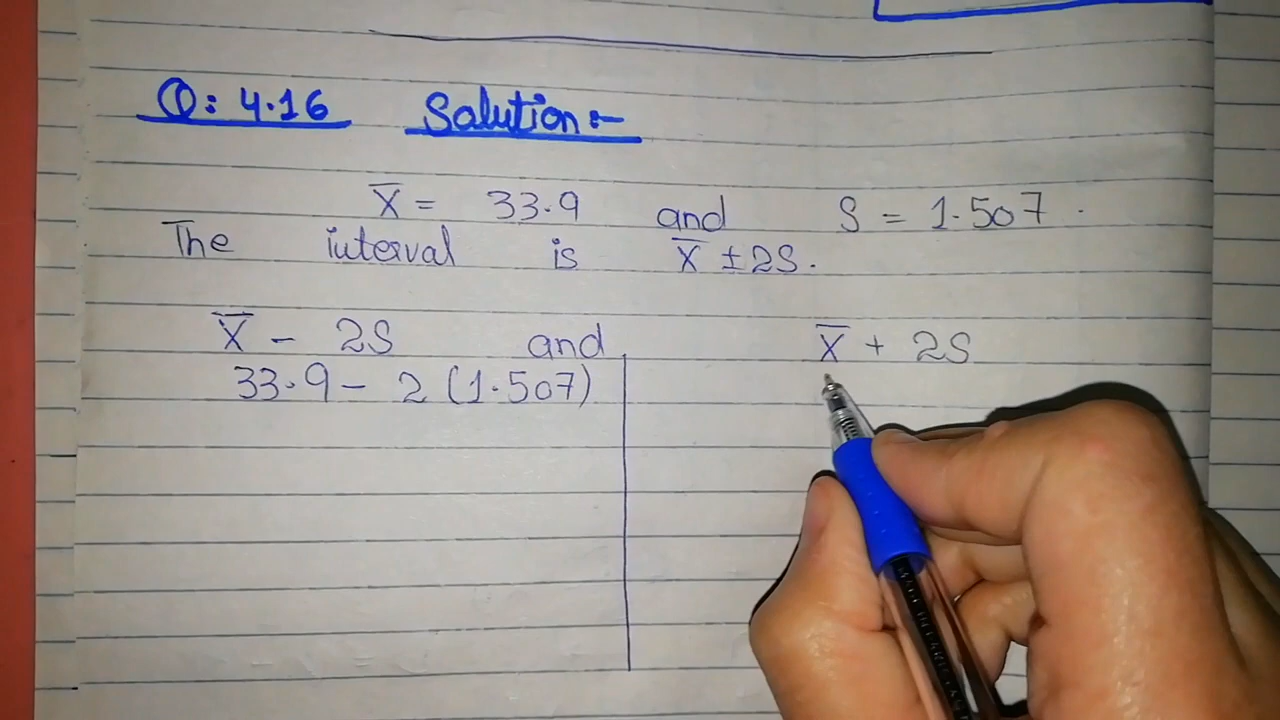 Q: 4.16 Salution:-
X̄ = 33.9 and S = 1.507.
The interval is X̄ ± 2S.
X̄ - 2S and X̄ + 2S
33.9 - 2 (1.507)